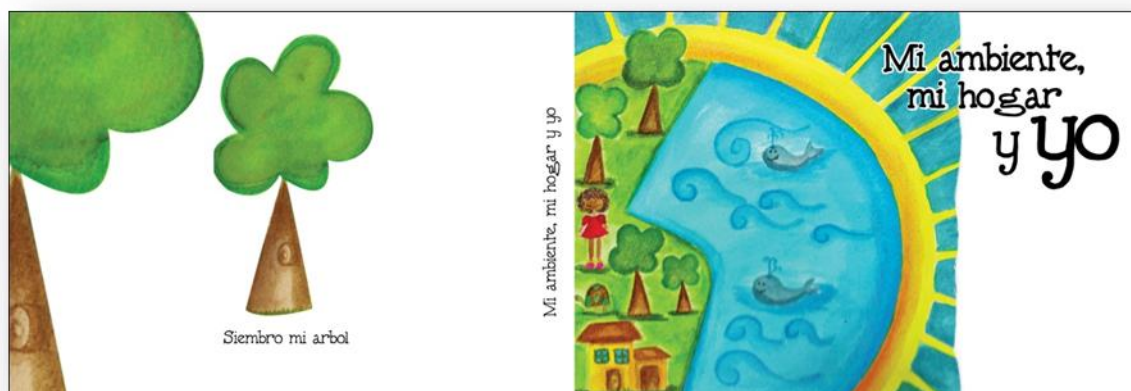 Siembro mi arbol
Mi ambiente, mi hogar y yo
Mi ambiente,
mi hogar
y yo